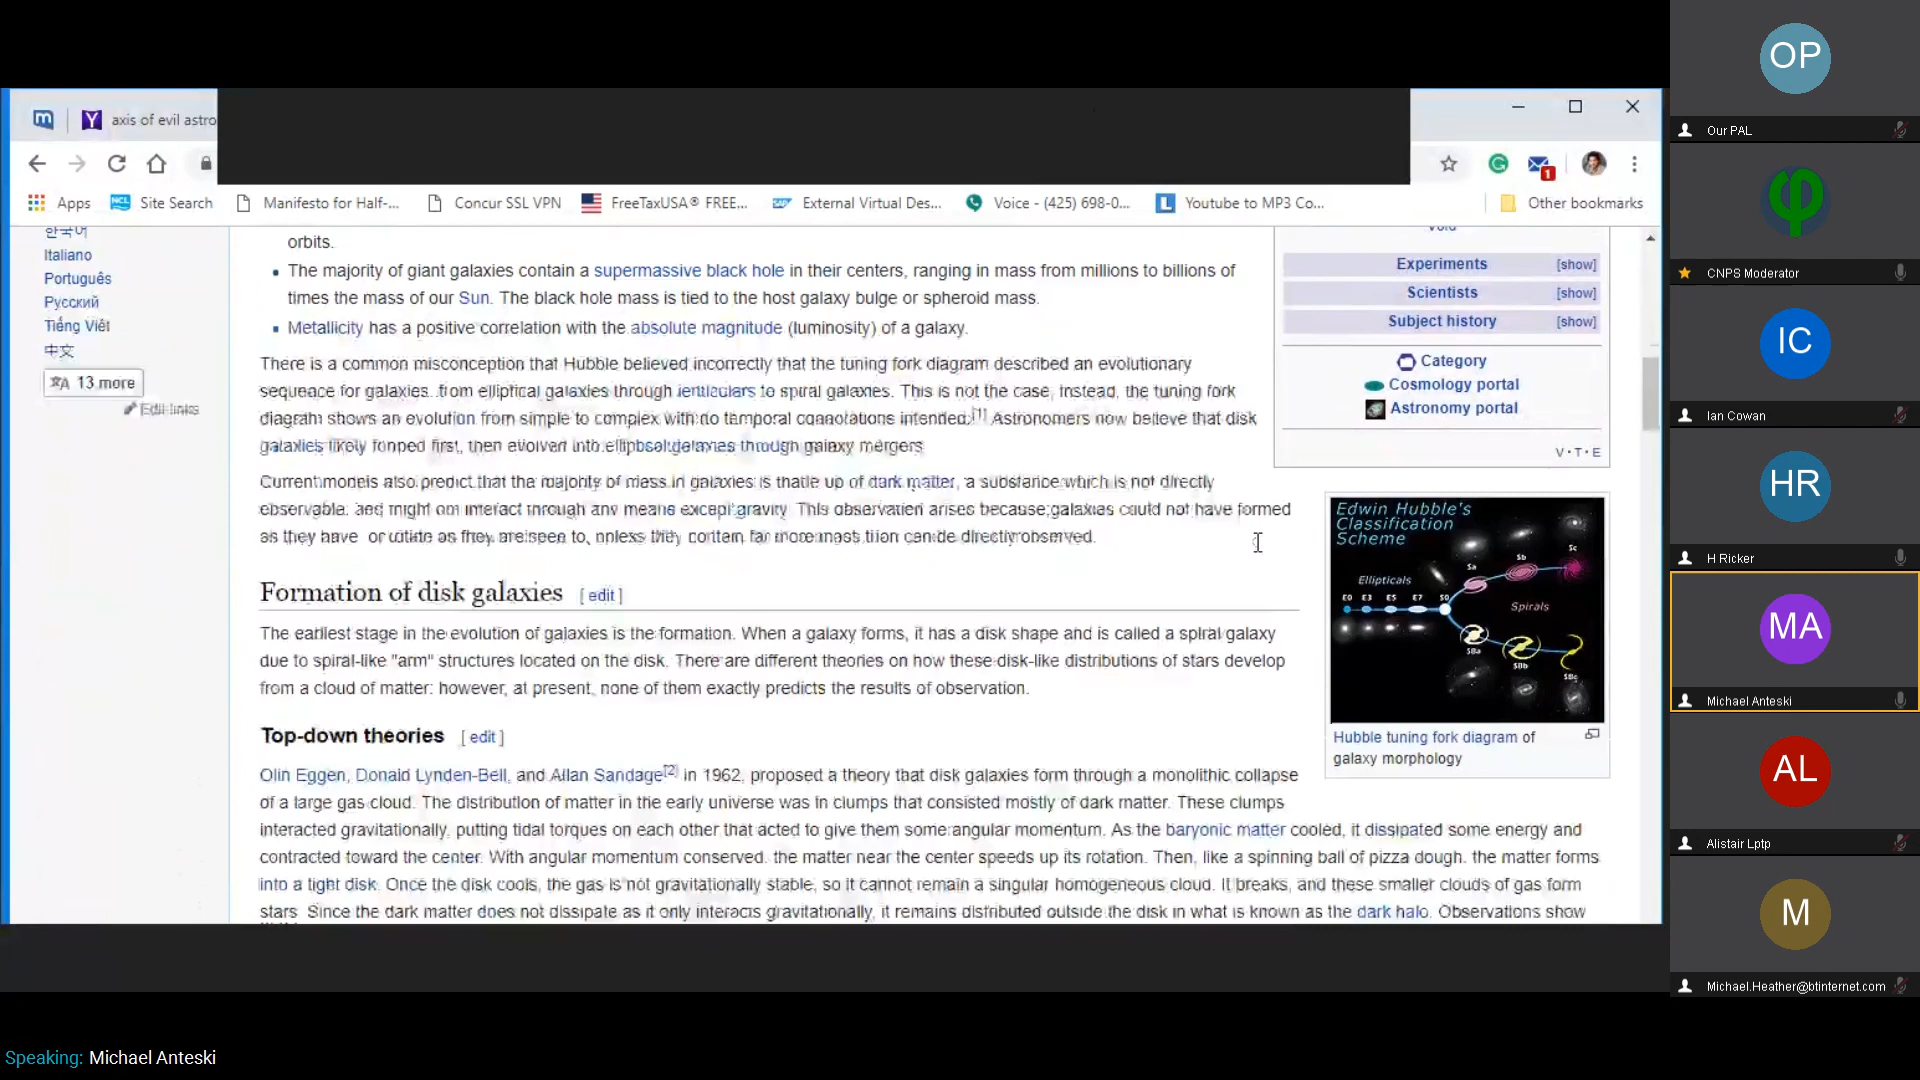 axis of evil astro
Apps
Site Search
Manifesto for Half-...
Concur SSL VPN
FreeTaxUSA® FREE...
External Virtual Des...
Voice - (425) 698-0...
Youtube to MP3 Co...
Other bookmarks
1
한국어
Italiano
Português
Русский
Tiếng Việt
中文
13 more
Edit links
orbits.
The majority of giant galaxies contain a supermassive black hole in their centers, ranging in mass from millions to billions of
times the mass of our Sun. The black hole mass is tied to the host galaxy bulge or spheroid mass.
Metallicity has a positive correlation with the absolute magnitude (luminosity) of a galaxy.
There is a common misconception that Hubble believed incorrectly that the tuning fork diagram described an evolutionary
sequence for galaxies, from elliptical galaxies through lenticulars to spiral galaxies. This is not the case, instead, the tuning fork
diagram shows an evolution from simple to complex with no temporal connotations intended.[1] Astronomers now believe that disk
galaxies likely formed first, then evolved into elliptical galaxies through galaxy mergers
Current models also predict that the majority of mass in galaxies is made up of dark matter, a substance which is not directly
observable, and might not interact through any means except gravity. This observation arises because galaxies could not have formed
as they have, or rotate as they are seen to, unless they contain far more mass than can be directly observed.
Formation of disk galaxies [ edit ]
The earliest stage in the evolution of galaxies is the formation. When a galaxy forms, it has a disk shape and is called a spiral galaxy
due to spiral-like "arm" structures located on the disk. There are different theories on how these disk-like distributions of stars develop
from a cloud of matter: however, at present, none of them exactly predicts the results of observation.
Top-down theories [ edit ]
Olin Eggen, Donald Lynden-Bell, and Allan Sandage[2] in 1962, proposed a theory that disk galaxies form through a monolithic collapse
of a large gas cloud. The distribution of matter in the early universe was in clumps that consisted mostly of dark matter. These clumps
interacted gravitationally, putting tidal torques on each other that acted to give them some angular momentum. As the baryonic matter cooled, it dissipated some energy and
contracted toward the center. With angular momentum conserved, the matter near the center speeds up its rotation. Then, like a spinning ball of pizza dough, the matter forms
into a tight disk. Once the disk cools, the gas is not gravitationally stable, so it cannot remain a singular homogeneous cloud. It breaks, and these smaller clouds of gas form
stars. Since the dark matter does not dissipate as it only interacts gravitationally, it remains distributed outside the disk in what is known as the dark halo. Observations show
Void
Experiments [show]
Scientists [show]
Subject history [show]
Category
Cosmology portal
Astronomy portal
V·T·E
Edwin Hubble's
Classification
Scheme
Ellipticals
E0 E3 E5 E7 S0
Sa Sb Sc
Spirals
SBa SBb SBc
Hubble tuning fork diagram of
galaxy morphology
OP
Our PAL
CNPS Moderator
IC
Ian Cowan
HR
H Ricker
MA
Michael Anteski
AL
Alistair Lptp
M
Michael.Heather@btinternet.com
Speaking: Michael Anteski